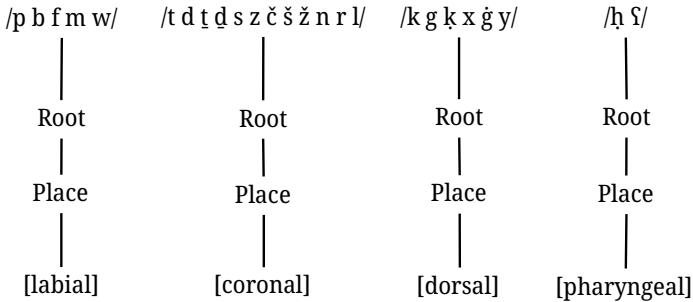 /p b f m w/ /t d ṯ ḏ s z č š ž n r l/ /k g ḳ x ġ y/ /ḥ ʕ/
Root Root Root Root
Place Place Place Place
[labial] [coronal] [dorsal] [pharyngeal]